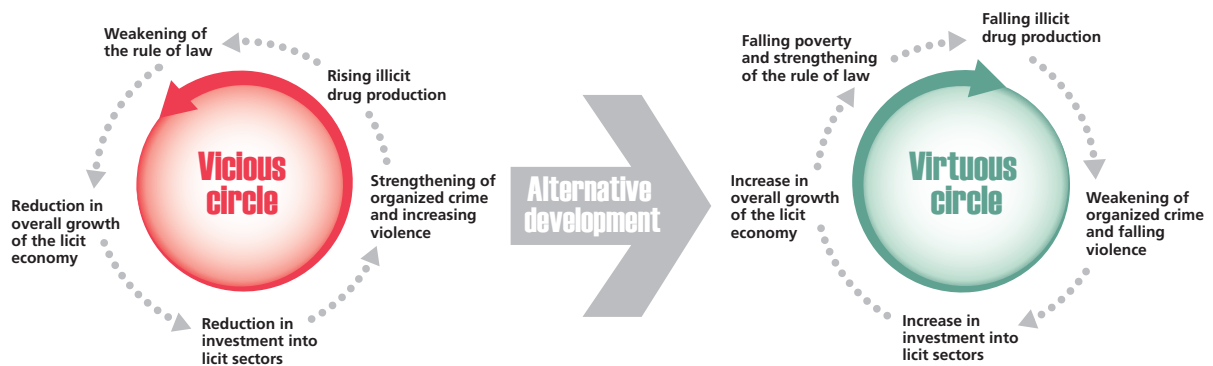 Weakening of
the rule of law
Rising illicit
drug production
Vicious
circle
Strengthening of
organized crime
and increasing
violence
Reduction in
overall growth
of the licit
economy
Reduction in
investment into
licit sectors
Alternative
development
Falling illicit
drug production
Falling poverty
and strengthening
of the rule of law
Virtuous
circle
Increase in
overall growth
of the licit
economy
Weakening of
organized crime
and falling
violence
Increase in
investment into
licit sectors